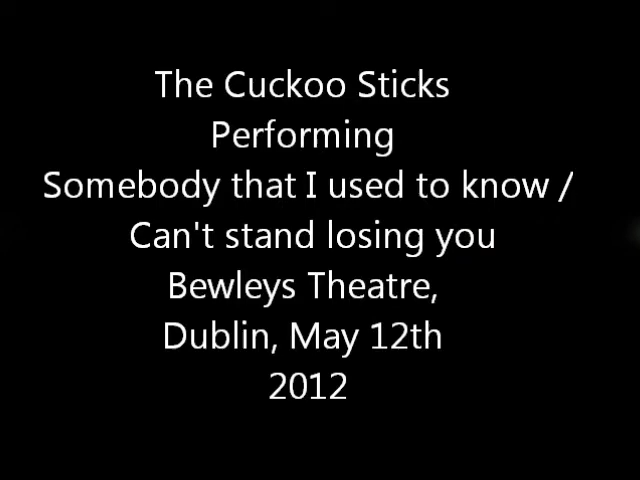 The Cuckoo Sticks
Performing
Somebody that I used to know /
Can't stand losing you
Bewleys Theatre,
Dublin, May 12th
2012